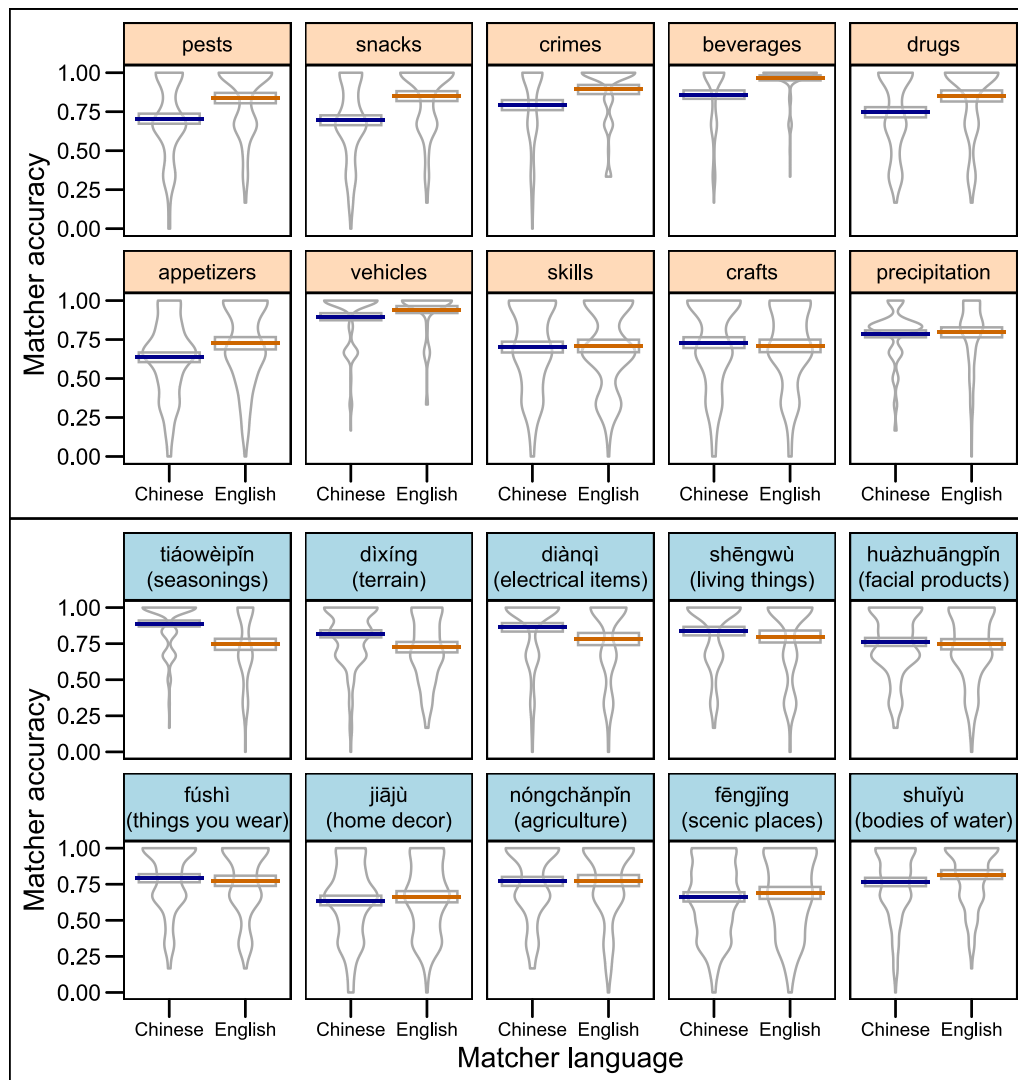 pests snacks crimes beverages drugs
1.00
0.75
0.50
0.25
0.00
appetizers vehicles skills crafts precipitation
1.00
0.75
0.50
0.25
0.00
Matcher accuracy
Chinese English Chinese English Chinese English Chinese English Chinese English
tiáowèipǐn dìxíng diànqì shēngwù huàzhuāngpǐn
(seasonings) (terrain) (electrical items) (living things) (facial products)
1.00
0.75
0.50
0.25
0.00
fúshì jiājù nóngchǎnpǐn fēngjǐng shuǐyù
(things you wear) (home decor) (agriculture) (scenic places) (bodies of water)
1.00
0.75
0.50
0.25
0.00
Matcher accuracy
Chinese English Chinese English Chinese English Chinese English Chinese English
Matcher language